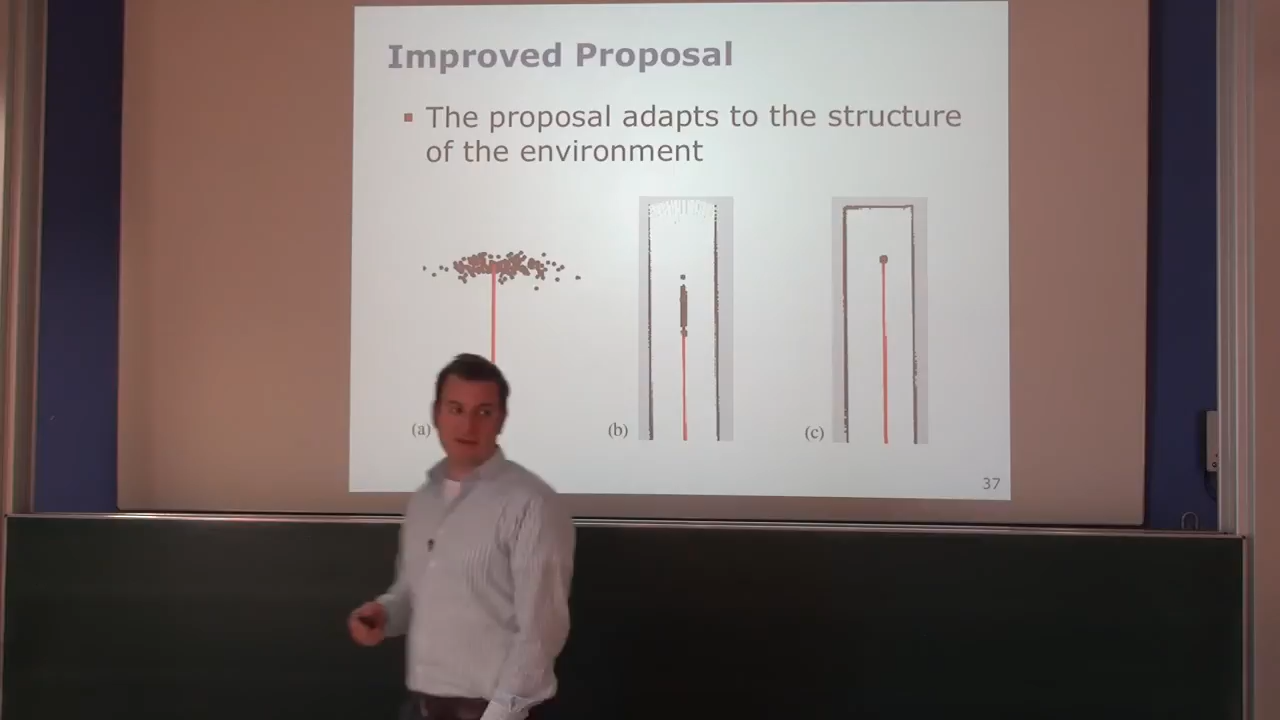 Improved Proposal
▪ The proposal adapts to the structure
of the environment
(a)
(b)
(c)
37